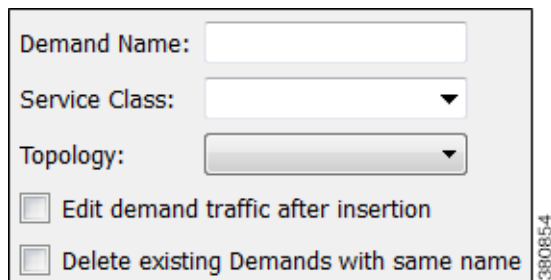 Demand Name:
Service Class:
Topology:
Edit demand traffic after insertion
Delete existing Demands with same name
380854